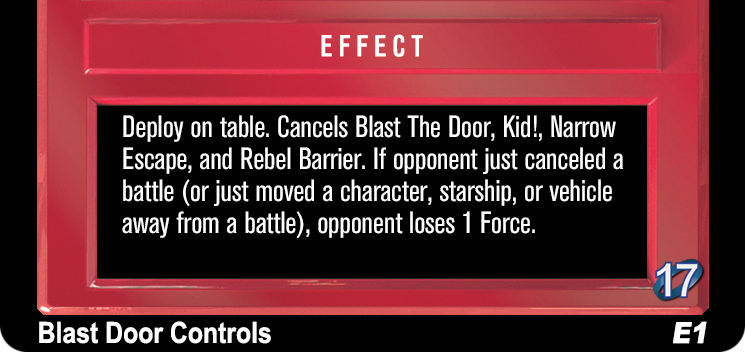 EFFECT
Deploy on table. Cancels Blast The Door, Kid!, Narrow
Escape, and Rebel Barrier. If opponent just canceled a
battle (or just moved a character, starship, or vehicle
away from a battle), opponent loses 1 Force.
17
Blast Door Controls E1